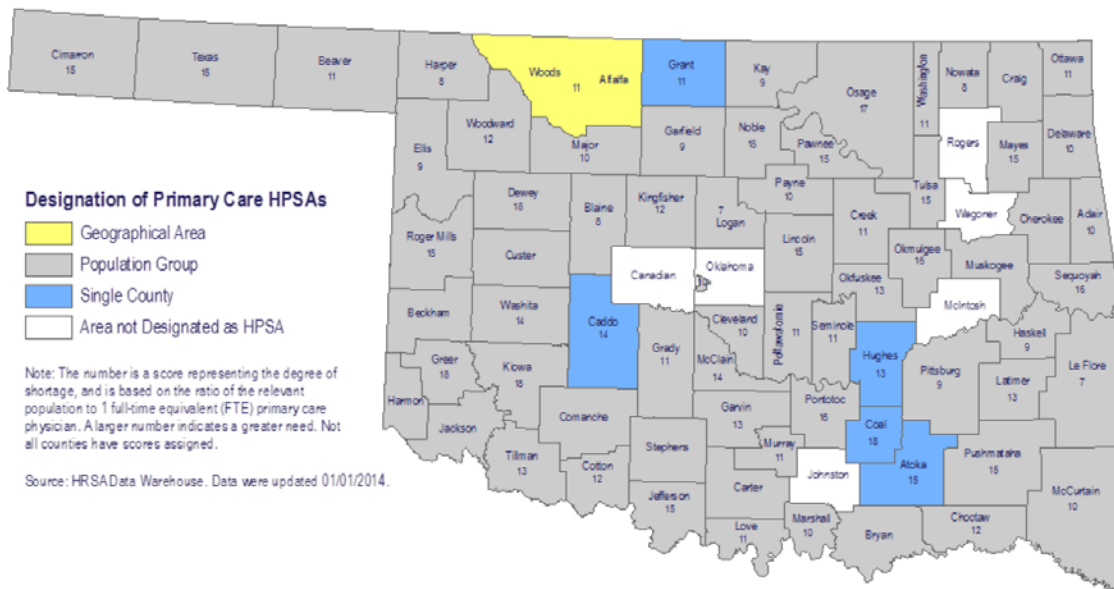 Cimarron
15
Texas
15
Beaver
11
Harper
8
Woods
11
Alfalfa
Grant
11
Kay
9
Osage
17
Washington
11
Nowata
8
Craig
Ottawa
11
Woodward
12
Ellis
9
Major
10
Garfield
9
Noble
15
Pawnee
15
Rogers
Mayes
15
Delaware
10
Designation of Primary Care HPSAs
Geographical Area
Population Group
Single County
Area not Designated as HPSA
Note: The number is a score representing the degree of
shortage, and is based on the ratio of the relevant
population to 1 full-time equivalent (FTE) primary care
physician. A larger number indicates a greater need. Not
all counties have scores assigned.
Source: HRSA Data Warehouse. Data were updated 01/01/2014.
Dewey
18
Blaine
8
Kingfisher
12
7
Logan
Payne
10
Creek
11
Tulsa
15
Wagoner
Cherokee
Adair
10
Roger Mills
15
Custer
Canadian
Oklahoma
Lincoln
15
Okfuskee
13
Okmulgee
16
Muskogee
Sequoyah
16
Beckham
Washita
14
Caddo
14
Grady
11
Cleveland
10
McClain
14
Pottawatomie
11
Seminole
11
Hughes
13
McIntosh
Haskell
9
Pittsburg
9
Latimer
13
Le Flore
7
Greer
18
Harmon
Jackson
Kiowa
18
Comanche
Tillman
13
Cotton
12
Stephens
Jefferson
15
Garvin
13
Murray
11
Carter
Love
11
Pontotoc
16
Johnston
Marshall
10
Coal
18
Atoka
15
Bryan
Pushmataha
15
Choctaw
12
McCurtain
10